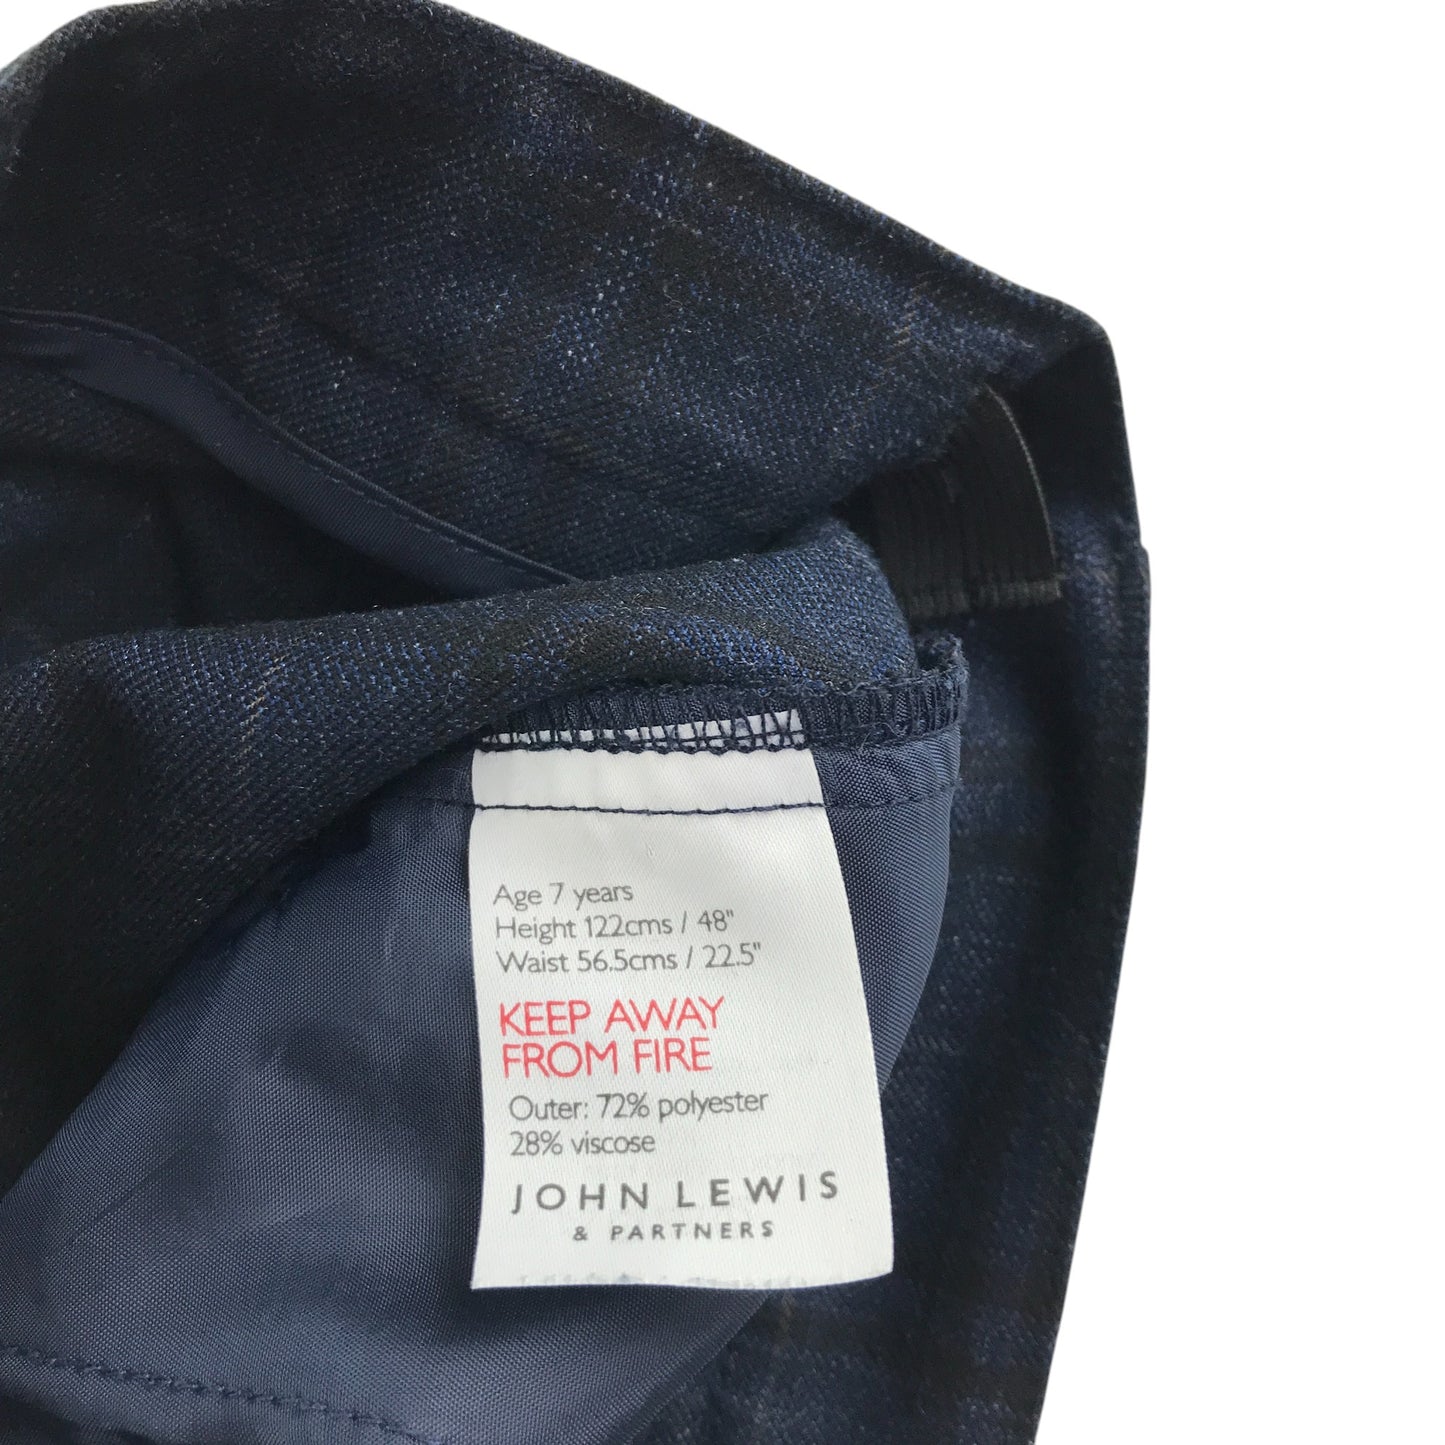 Age 7 years
Height 122cms / 48"
Waist 56.5cms / 22.5"
KEEP AWAY
FROM FIRE
Outer: 72% polyester
28% viscose
JOHN LEWIS
& PARTNERS